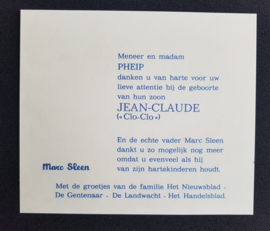 Meneer en madam
PHEIP
danken u van harte voor uw
lieve attentie bij de geboorte
van hun zoon
JEAN-CLAUDE
(« Clo-Clo »)
En de echte vader Marc Sleen
dankt u zo mogelijk nog meer
omdat u evenveel als hij
van zijn hartekinderen houdt.
Marc Sleen
Met de groetjes van de familie Het Nieuwsblad -
De Gentenaar - De Landwacht - Het Handelsblad.